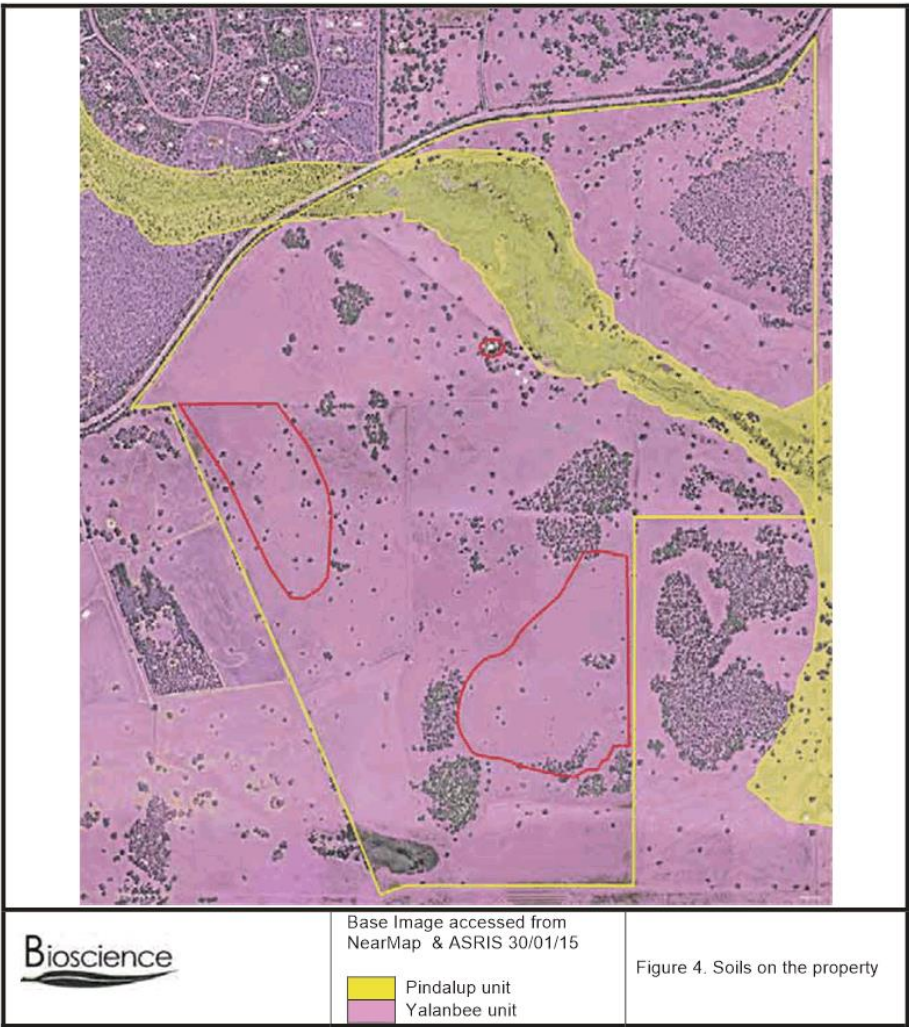 Bioscience
Base Image accessed from
NearMap & ASRIS 30/01/15
Pindalup unit
Yalanbee unit
Figure 4. Soils on the property